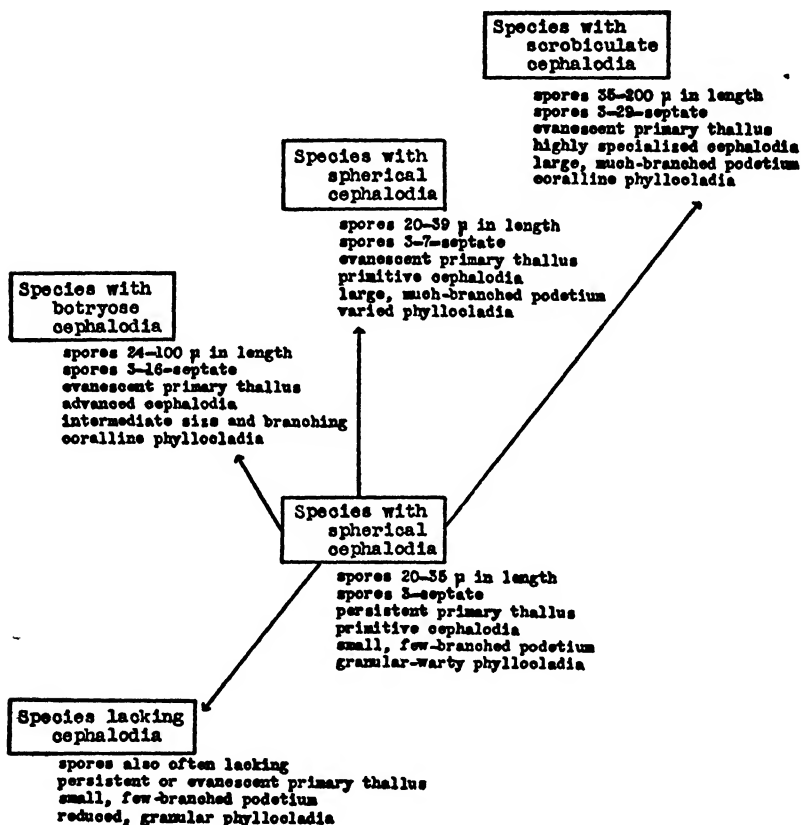 Species with
scrobiculate
cephalodia
spores 35-200 µ in length
spores 3-29-septate
evanescent primary thallus
highly specialized cephalodia
large, much-branched podetium
coralline phyllocladia
Species with
spherical
cephalodia
spores 20-39 µ in length
spores 3-7-septate
evanescent primary thallus
primitive cephalodia
large, much-branched podetium
varied phyllocladia
Species with
botryose
cephalodia
spores 24-100 µ in length
spores 3-16-septate
evanescent primary thallus
advanced cephalodia
intermediate size and branching
coralline phyllocladia
Species with
spherical
cephalodia
spores 20-35 µ in length
spores 3-septate
persistent primary thallus
primitive cephalodia
small, few-branched podetium
granular-warty phyllocladia
Species lacking
cephalodia
spores also often lacking
persistent or evanescent primary thallus
small, few-branched podetium
reduced, granular phyllocladia